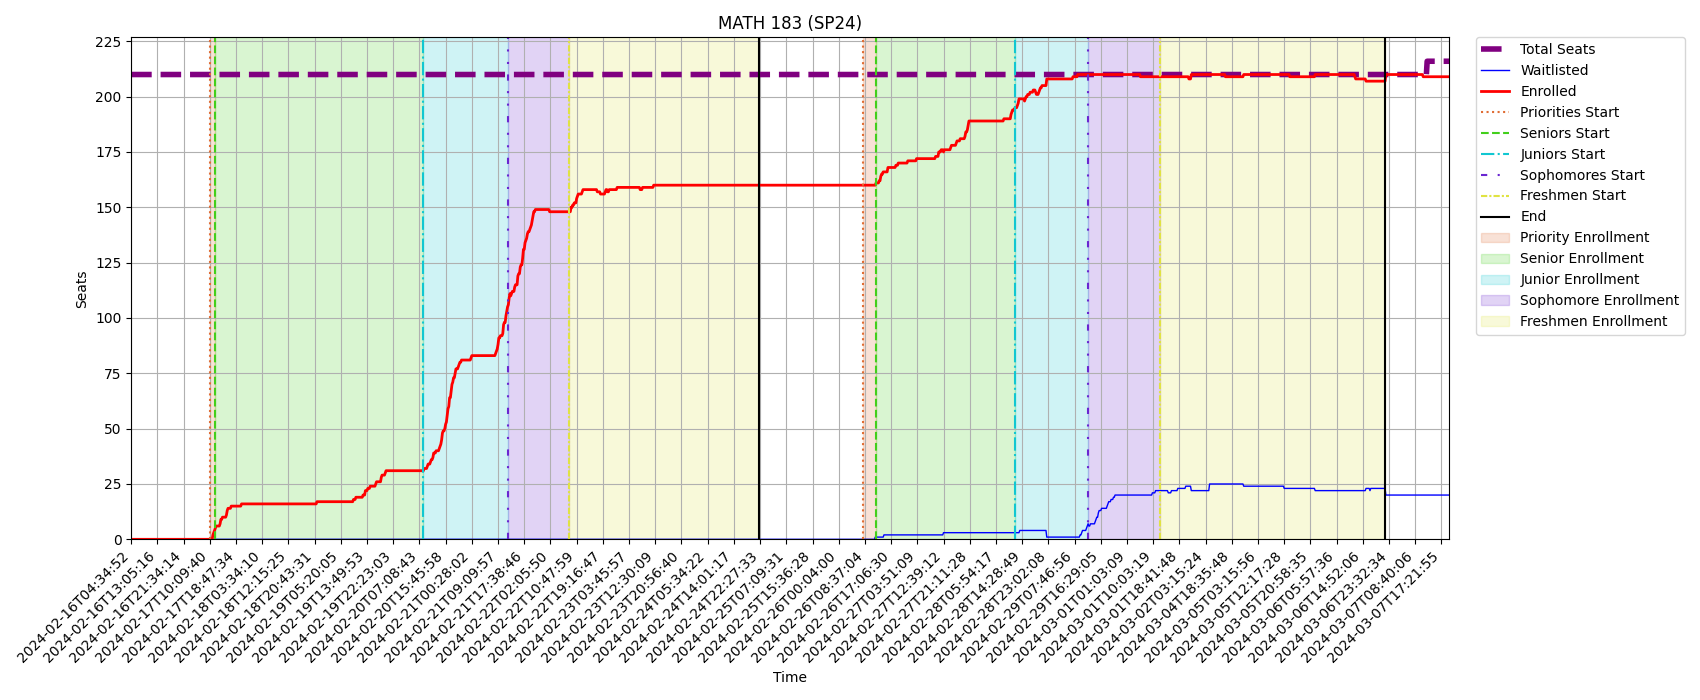 MATH 183 (SP24)
225
200
175
150
125
100
75
50
25
0
Seats
2024-02-16T04:34:52
2024-02-16T13:05:16
2024-02-16T21:34:14
2024-02-17T10:09:40
2024-02-17T18:47:34
2024-02-18T03:34:10
2024-02-18T12:15:25
2024-02-18T20:43:31
2024-02-19T05:20:05
2024-02-19T13:49:53
2024-02-19T22:23:03
2024-02-20T07:08:43
2024-02-20T15:45:58
2024-02-21T00:28:02
2024-02-21T09:09:57
2024-02-21T17:38:46
2024-02-22T02:05:50
2024-02-22T10:47:59
2024-02-22T19:16:47
2024-02-23T03:45:57
2024-02-23T12:30:09
2024-02-23T20:56:40
2024-02-24T05:34:22
2024-02-24T14:01:17
2024-02-24T22:27:33
2024-02-25T07:09:31
2024-02-25T15:36:28
2024-02-26T00:04:00
2024-02-26T08:37:04
2024-02-26T17:06:30
2024-02-27T03:51:09
2024-02-27T12:39:12
2024-02-27T21:11:28
2024-02-28T05:54:17
2024-02-28T14:28:49
2024-02-28T23:02:08
2024-02-29T07:46:56
2024-02-29T16:29:05
2024-03-01T01:03:09
2024-03-01T10:03:19
2024-03-01T18:41:48
2024-03-02T03:15:24
2024-03-04T18:35:48
2024-03-05T03:15:56
2024-03-05T12:17:28
2024-03-05T20:58:35
2024-03-06T05:57:36
2024-03-06T14:52:06
2024-03-06T23:32:34
2024-03-07T08:40:06
2024-03-07T17:21:55
Time
Total Seats
Waitlisted
Enrolled
Priorities Start
Seniors Start
Juniors Start
Sophomores Start
Freshmen Start
End
Priority Enrollment
Senior Enrollment
Junior Enrollment
Sophomore Enrollment
Freshmen Enrollment